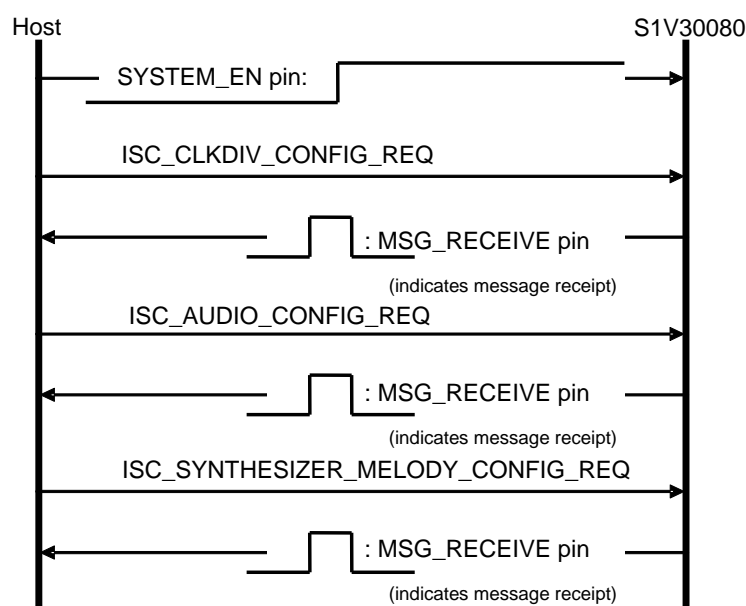 Host S1V30080
SYSTEM_EN pin:
ISC_CLKDIV_CONFIG_REQ
: MSG_RECEIVE pin
(indicates message receipt)
ISC_AUDIO_CONFIG_REQ
: MSG_RECEIVE pin
(indicates message receipt)
ISC_SYNTHESIZER_MELODY_CONFIG_REQ
: MSG_RECEIVE pin
(indicates message receipt)